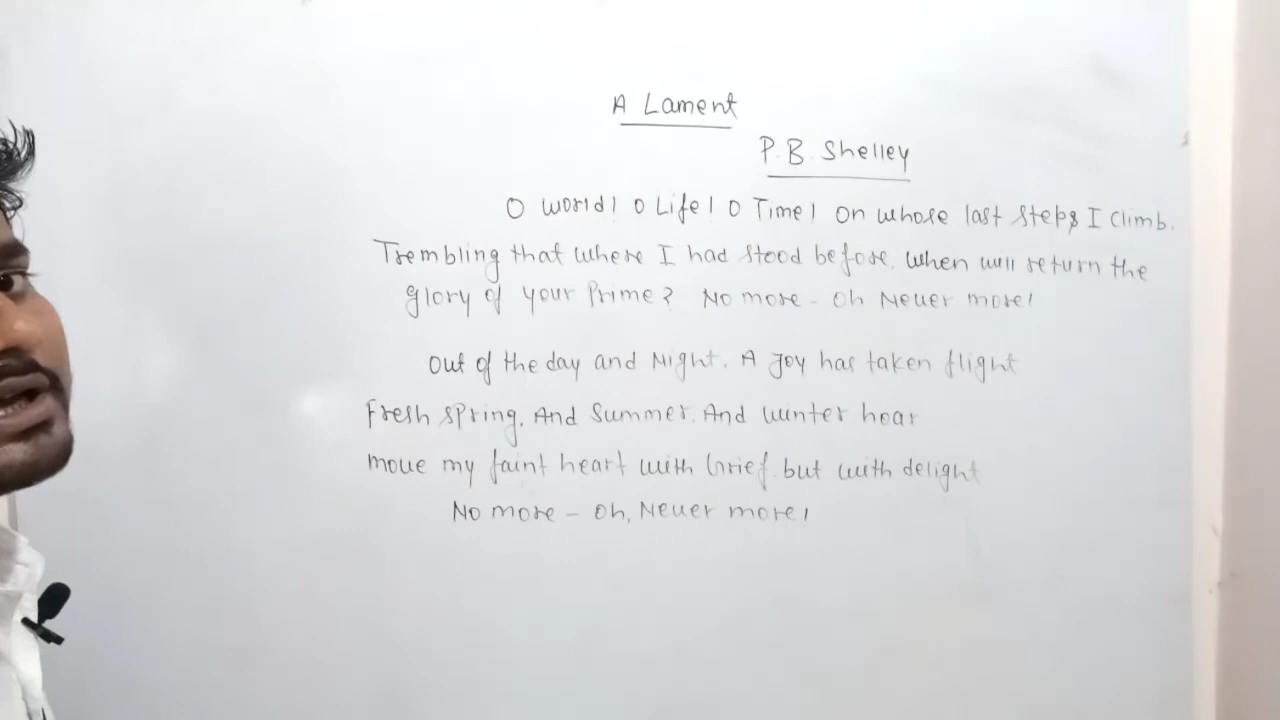 A Lament
P.B. Shelley
O world! O Life! O Time! On whose last steps I climb.
Trembling that where I had stood before. When will return the
glory of your Prime? No more - Oh Never more!
Out of the day and Night. A Joy has taken flight
Fresh Spring, And Summer. And winter hoar
move my faint heart with Grief. but with delight
No more - Oh, Never more!